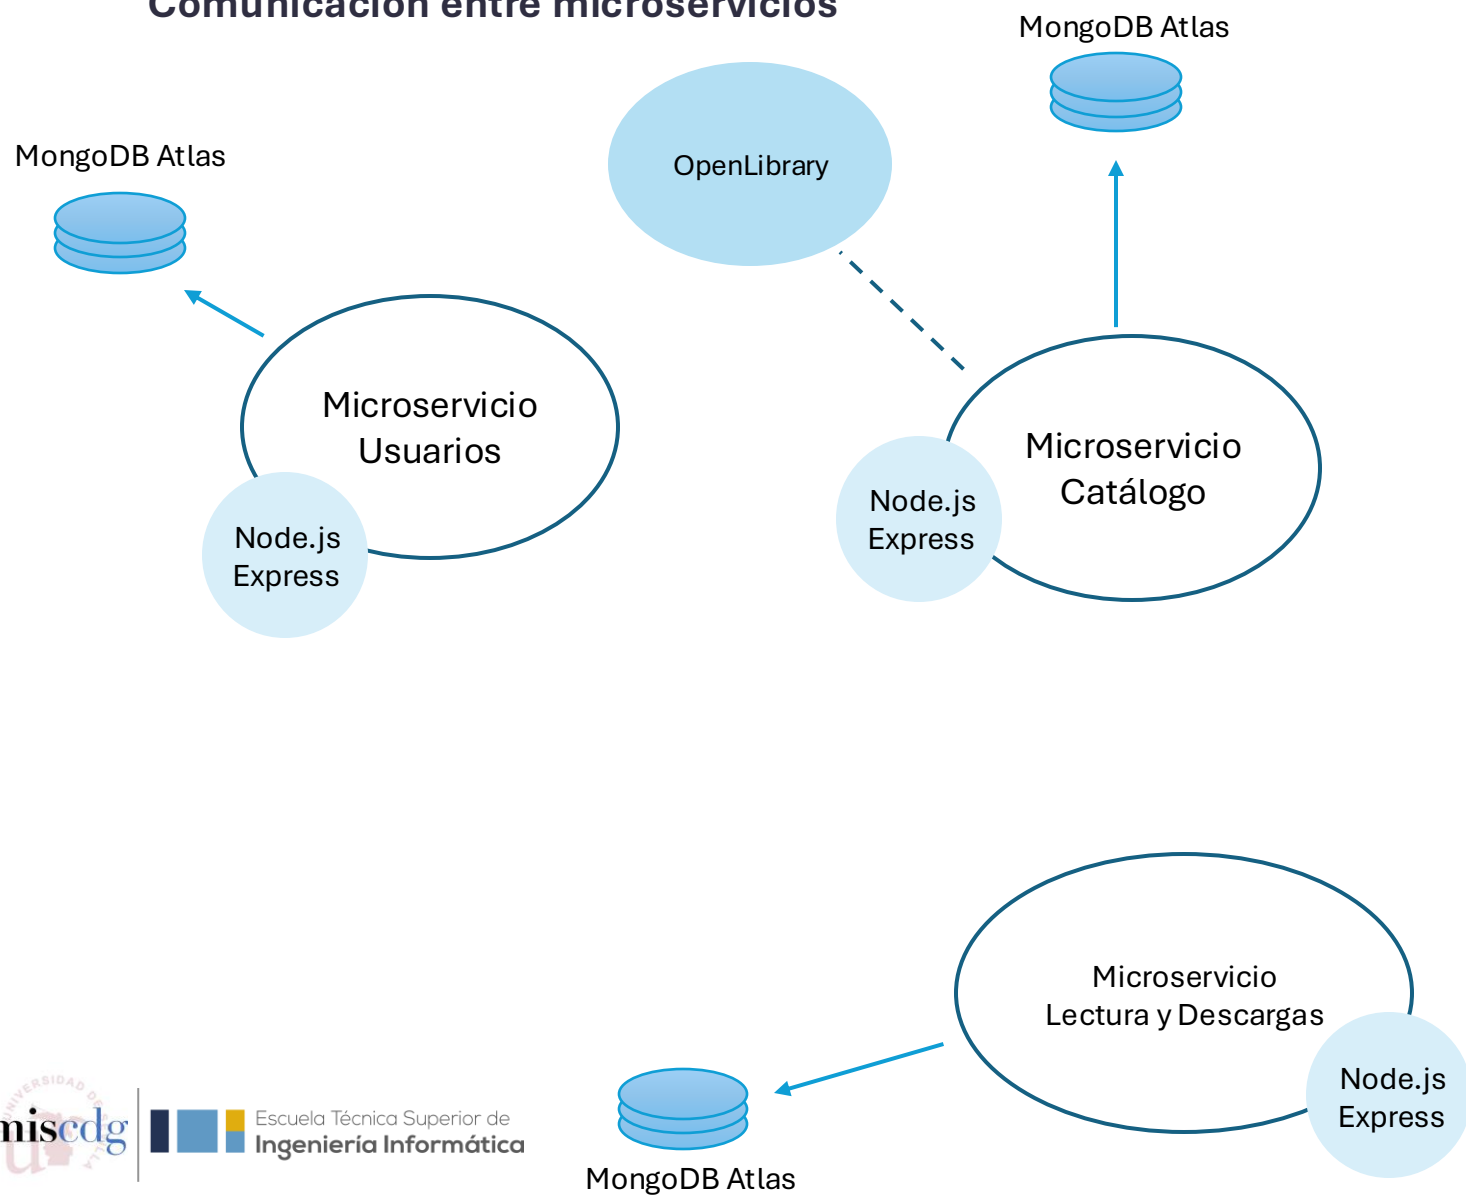 Comunicación entre microservicios
MongoDB Atlas
MongoDB Atlas
OpenLibrary
Microservicio
Usuarios
Node.js
Express
Microservicio
Catálogo
Node.js
Express
Microservicio
Lectura y Descargas
Node.js
Express
MongoDB Atlas
miscdg
Escuela Técnica Superior de
Ingeniería Informática